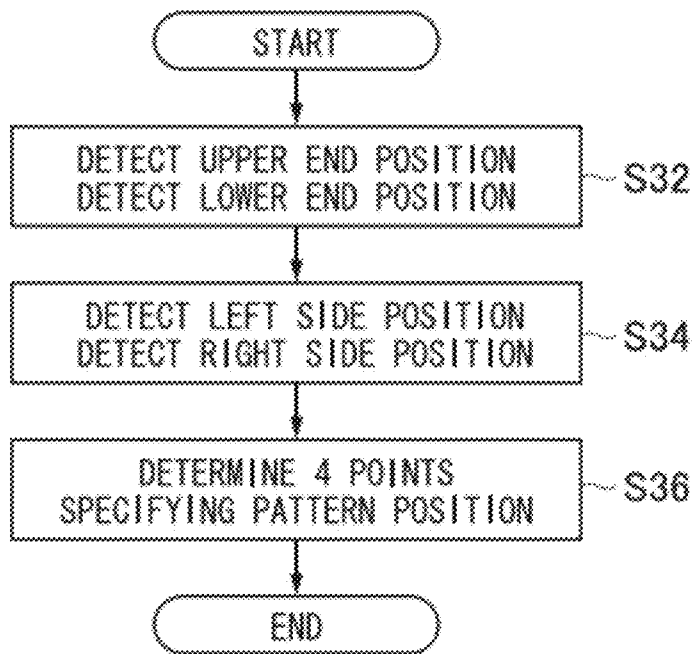 START
DETECT UPPER END POSITION
DETECT LOWER END POSITION
S32
DETECT LEFT SIDE POSITION
DETECT RIGHT SIDE POSITION
S34
DETERMINE 4 POINTS
SPECIFYING PATTERN POSITION
S36
END